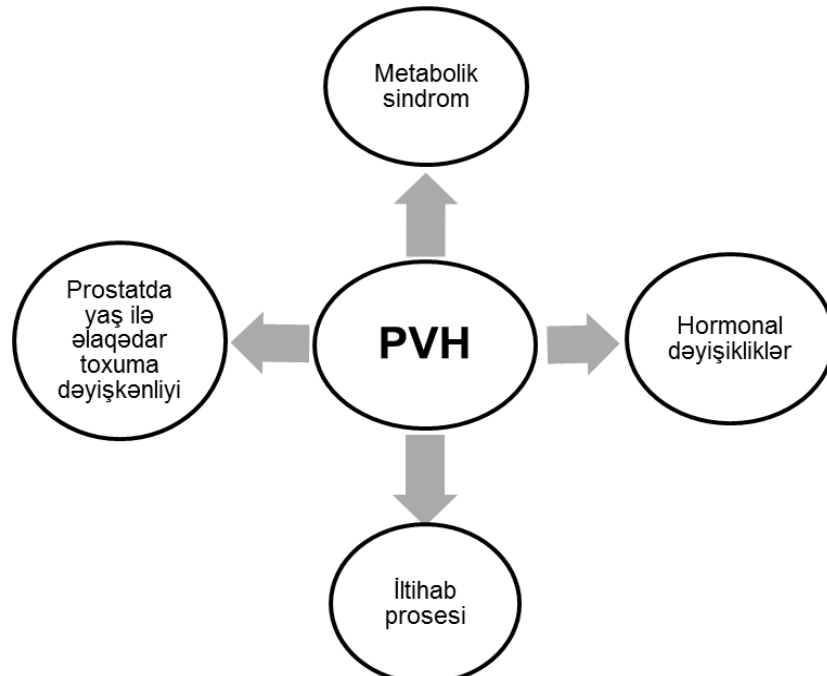 Metabolik
sindrom
Prostatda
yaş ilə
əlaqədar
toxuma
dəyişkənliyi
PVH
Hormonal
dəyişikliklər
İltihab
prosesi